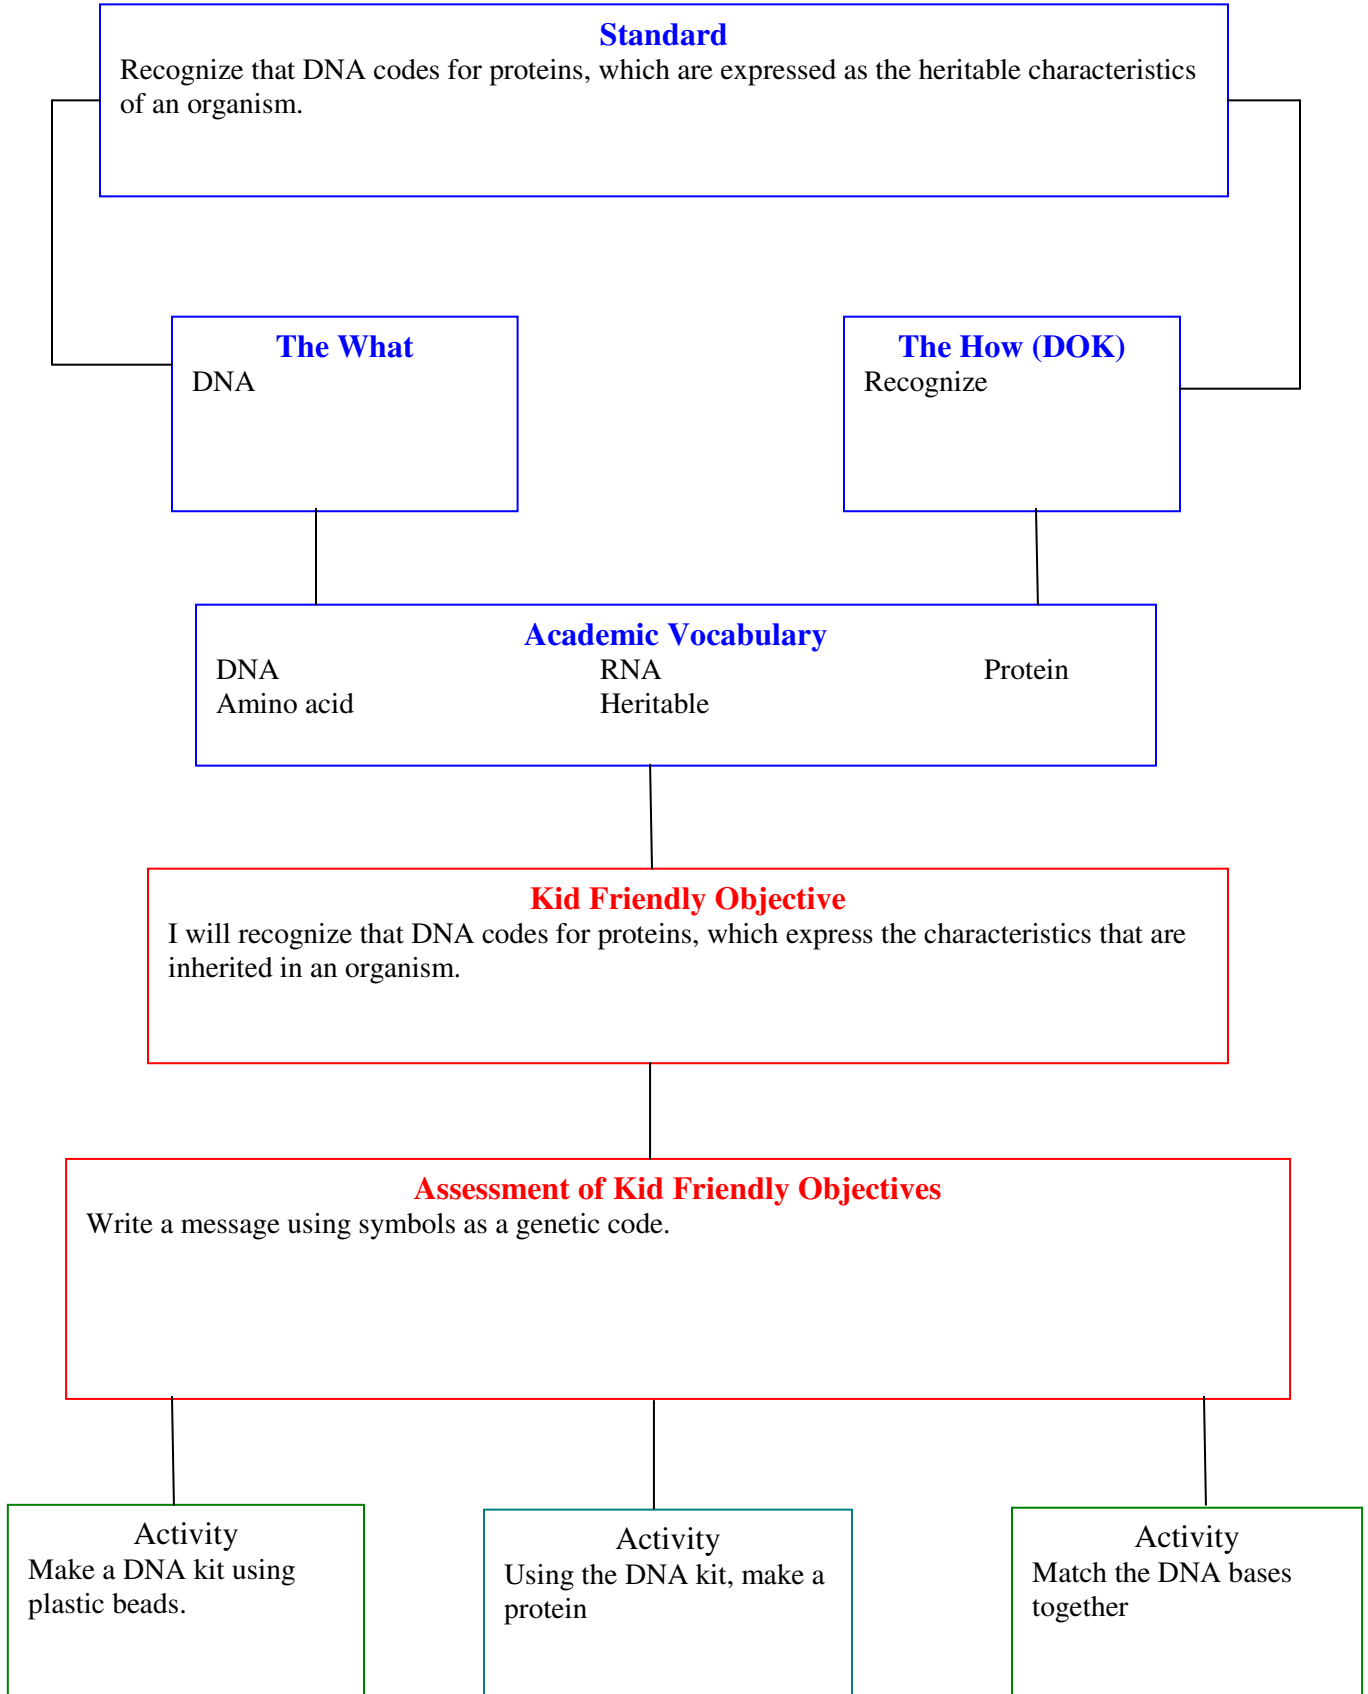 Standard
Recognize that DNA codes for proteins, which are expressed as the heritable characteristics
of an organism.
The What
DNA
The How (DOK)
Recognize
Academic Vocabulary
DNA RNA Protein
Amino acid Heritable
Kid Friendly Objective
I will recognize that DNA codes for proteins, which express the characteristics that are
inherited in an organism.
Assessment of Kid Friendly Objectives
Write a message using symbols as a genetic code.
Activity
Make a DNA kit using
plastic beads.
Activity
Using the DNA kit, make a
protein
Activity
Match the DNA bases
together